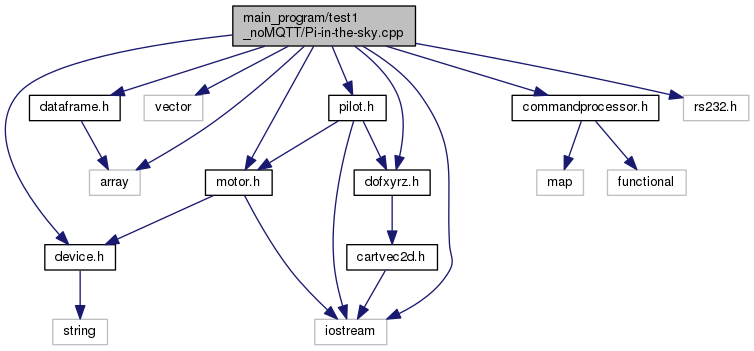 main_program/test1
_noMQTT/Pi-in-the-sky.cpp
dataframe.h
vector
pilot.h
commandprocessor.h
rs232.h
array
motor.h
dofxyrz.h
map
functional
device.h
cartvec2d.h
string
iostream